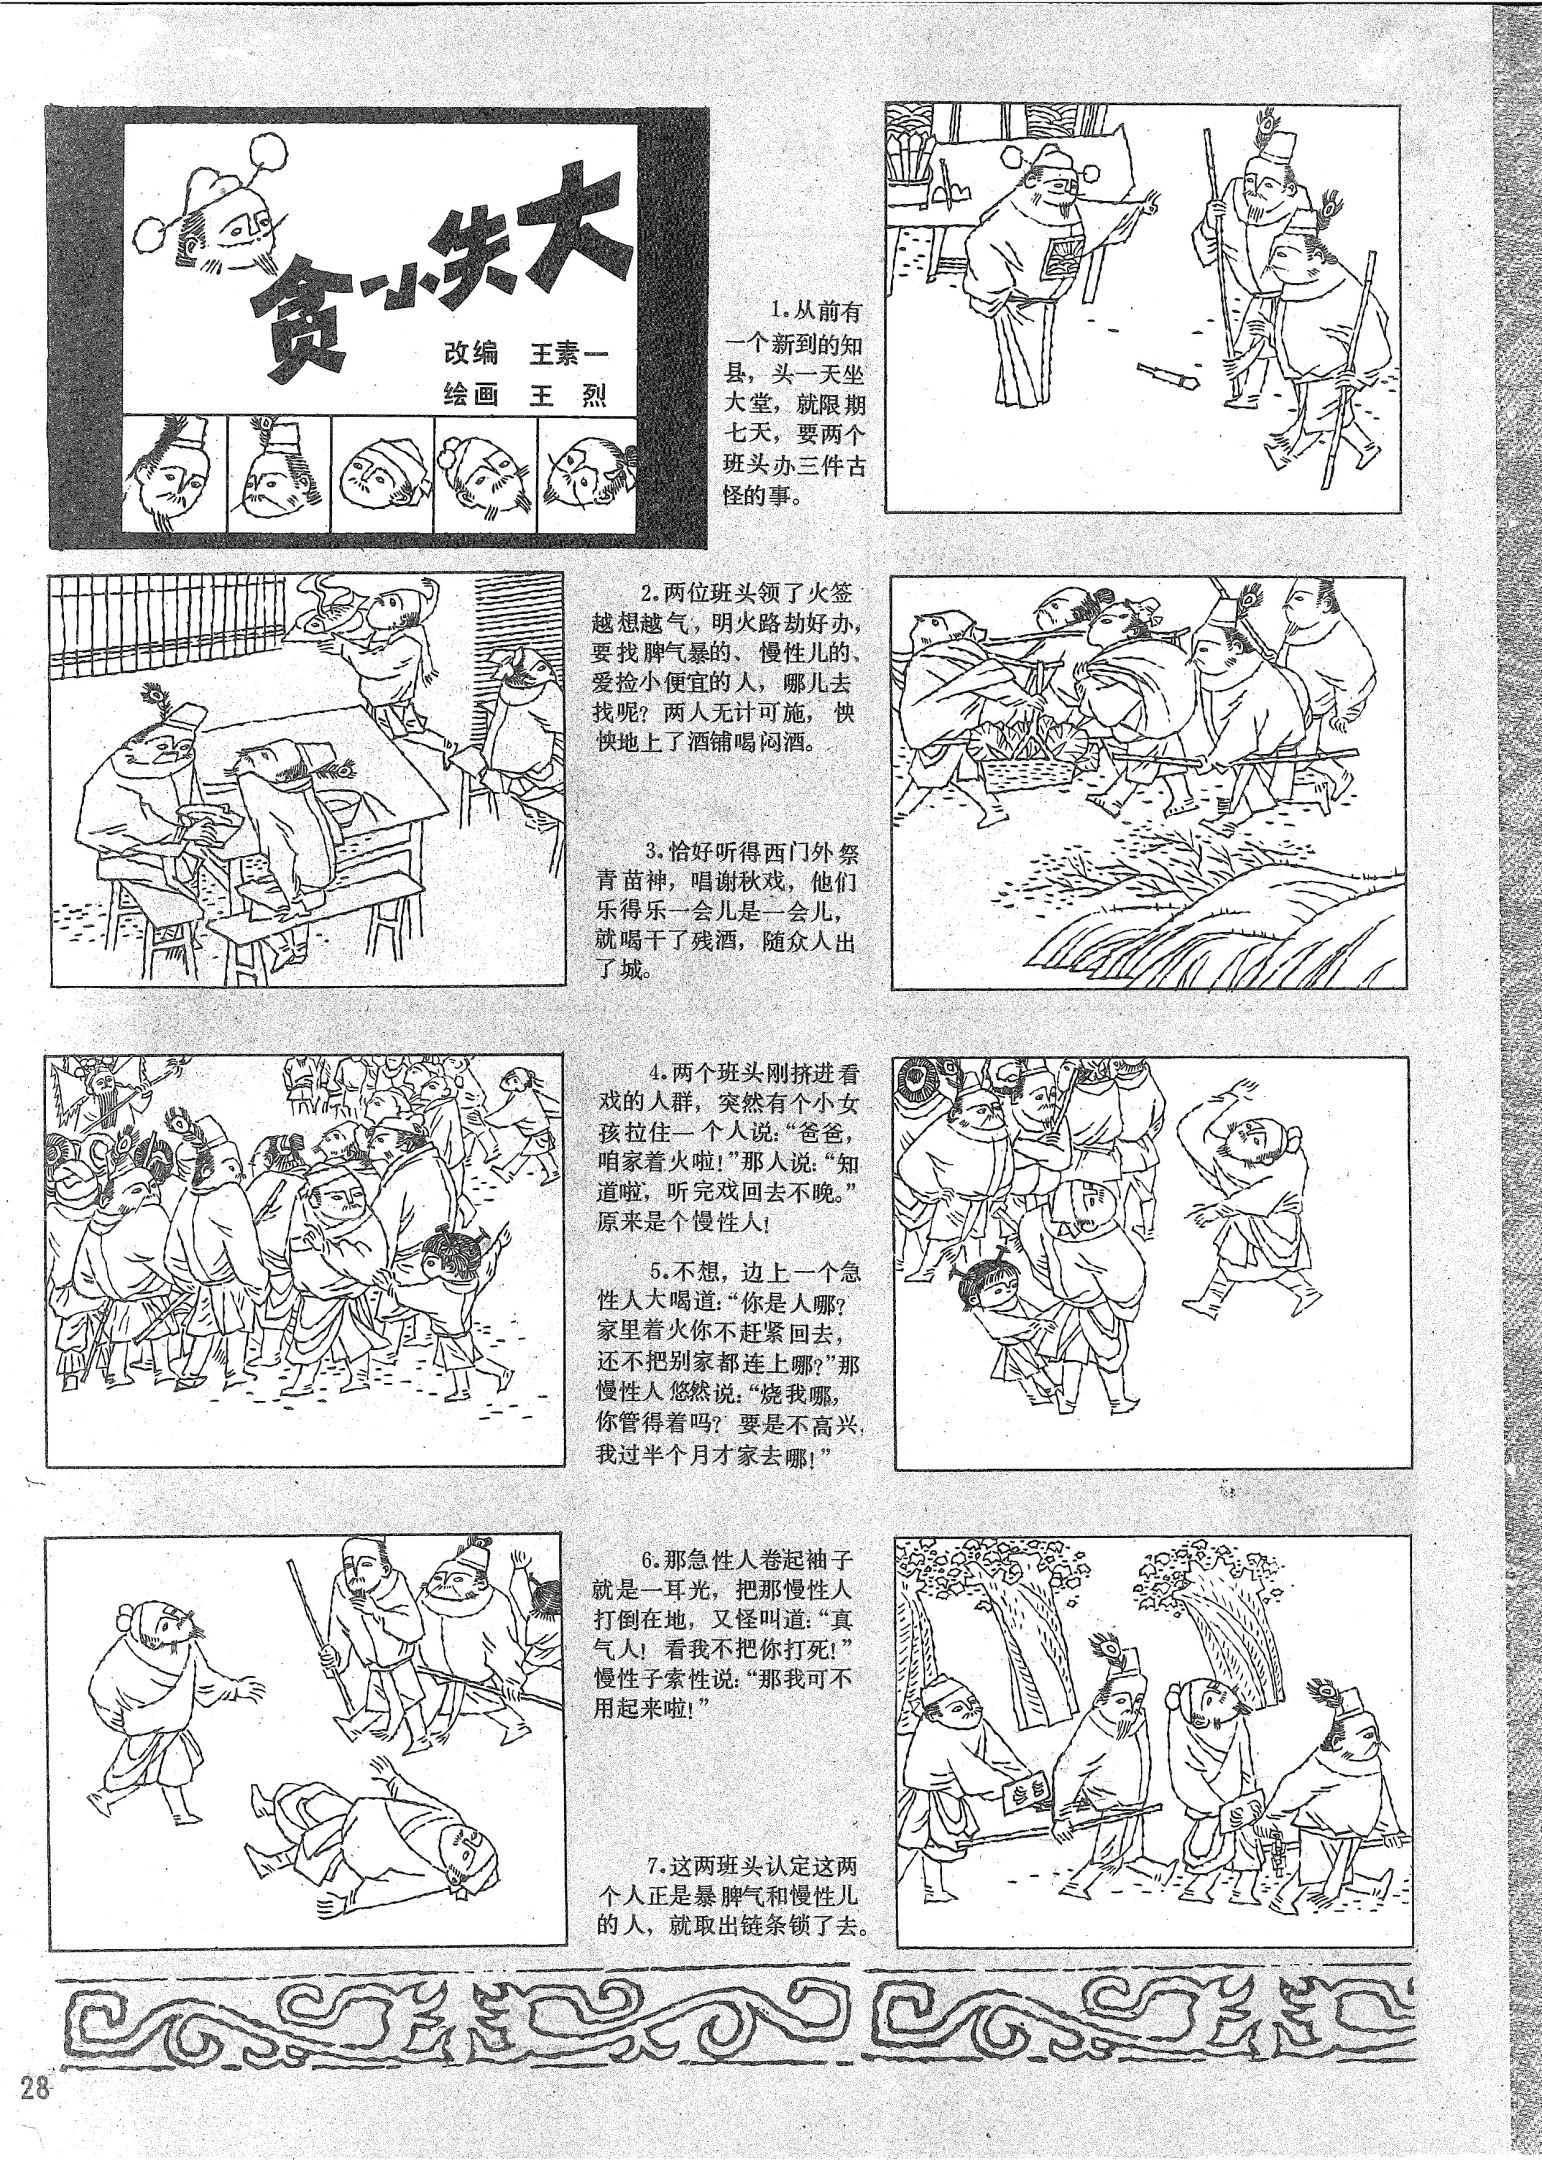 贪小失大
改编 王素一
绘画 王 烈
1.从前有
一个新到的知
县，头一天坐
大堂，就限期
七天，要两个
班头办三件古
怪的事。
2.两位班头领了火签
越想越气，明火路劫好办，
要找脾气暴的、慢性儿的、
爱捡小便宜的人，哪儿去
找呢？两人无计可施，怏
怏地上了酒铺喝闷酒。
3.恰好听得西门外祭
青苗神，唱谢秋戏，他们
乐得乐一会儿是一会儿，
就喝干了残酒，随众人出
了城。
4.两个班头刚挤进看
戏的人群，突然有个小女
孩拉住一个人说：“爸爸，
咱家着火啦！”那人说：“知
道啦，听完戏回去不晚。”
原来是个慢性人！
5.不想，边上一个急
性人大喝道：“你是人哪？
家里着火你不赶紧回去，
还不把别家都连上哪？”那
慢性人悠然说：“烧我哪，
你管得着吗？要是不高兴，
我过半个月才家去哪！”
6.那急性人卷起袖子
就是一耳光，把那慢性人
打倒在地，又怪叫道：“真
气人！看我不把你打死！”
慢性子索性说：“那我可不
用起来啦！”
7.这两班头认定这两
个人正是暴脾气和慢性儿
的人，就取出链条锁了去。
28